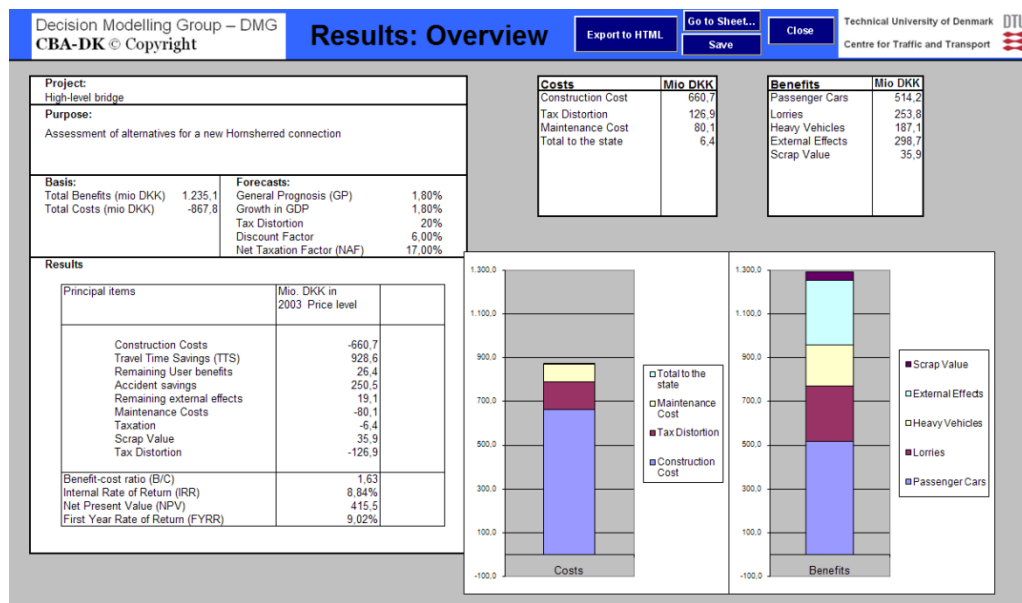 Decision Modelling Group – DMG
CBA-DK © Copyright
Results: Overview
Export to HTML
Go to Sheet...
Save
Close
Technical University of Denmark
DTU
Centre for Traffic and Transport
Project:
High-level bridge
Purpose:
Assessment of alternatives for a new Hornsherred connection
Basis:
Total Benefits (mio DKK) 1.235,1
Total Costs (mio DKK) -867,8
Forecasts:
General Prognosis (GP) 1,80%
Growth in GDP 1,80%
Tax Distortion 20%
Discount Factor 6,00%
Net Taxation Factor (NAF) 17,00%
Results
Principal items Mio. DKK in
2003 Price level
Construction Costs -660,7
Travel Time Savings (TTS) 928,6
Remaining User benefits 26,4
Accident savings 250,5
Remaining external effects 19,1
Maintenance Costs -80,1
Taxation -6,4
Scrap Value 35,9
Tax Distortion -126,9
Benefit-cost ratio (B/C) 1,63
Internal Rate of Return (IRR) 8,84%
Net Present Value (NPV) 415,5
First Year Rate of Return (FYRR) 9,02%
Costs Mio DKK
Construction Cost 660,7
Tax Distortion 126,9
Maintenance Cost 80,1
Total to the state 6,4
Benefits Mio DKK
Passenger Cars 514,2
Lorries 253,8
Heavy Vehicles 187,1
External Effects 298,7
Scrap Value 35,9
1.300,0
1.100,0
900,0
700,0
500,0
300,0
100,0
-100,0
Costs
Total to the
state
Maintenance
Cost
Tax Distortion
Construction
Cost
1.300,0
1.100,0
900,0
700,0
500,0
300,0
100,0
-100,0
Benefits
Scrap Value
External Effects
Heavy Vehicles
Lorries
Passenger Cars